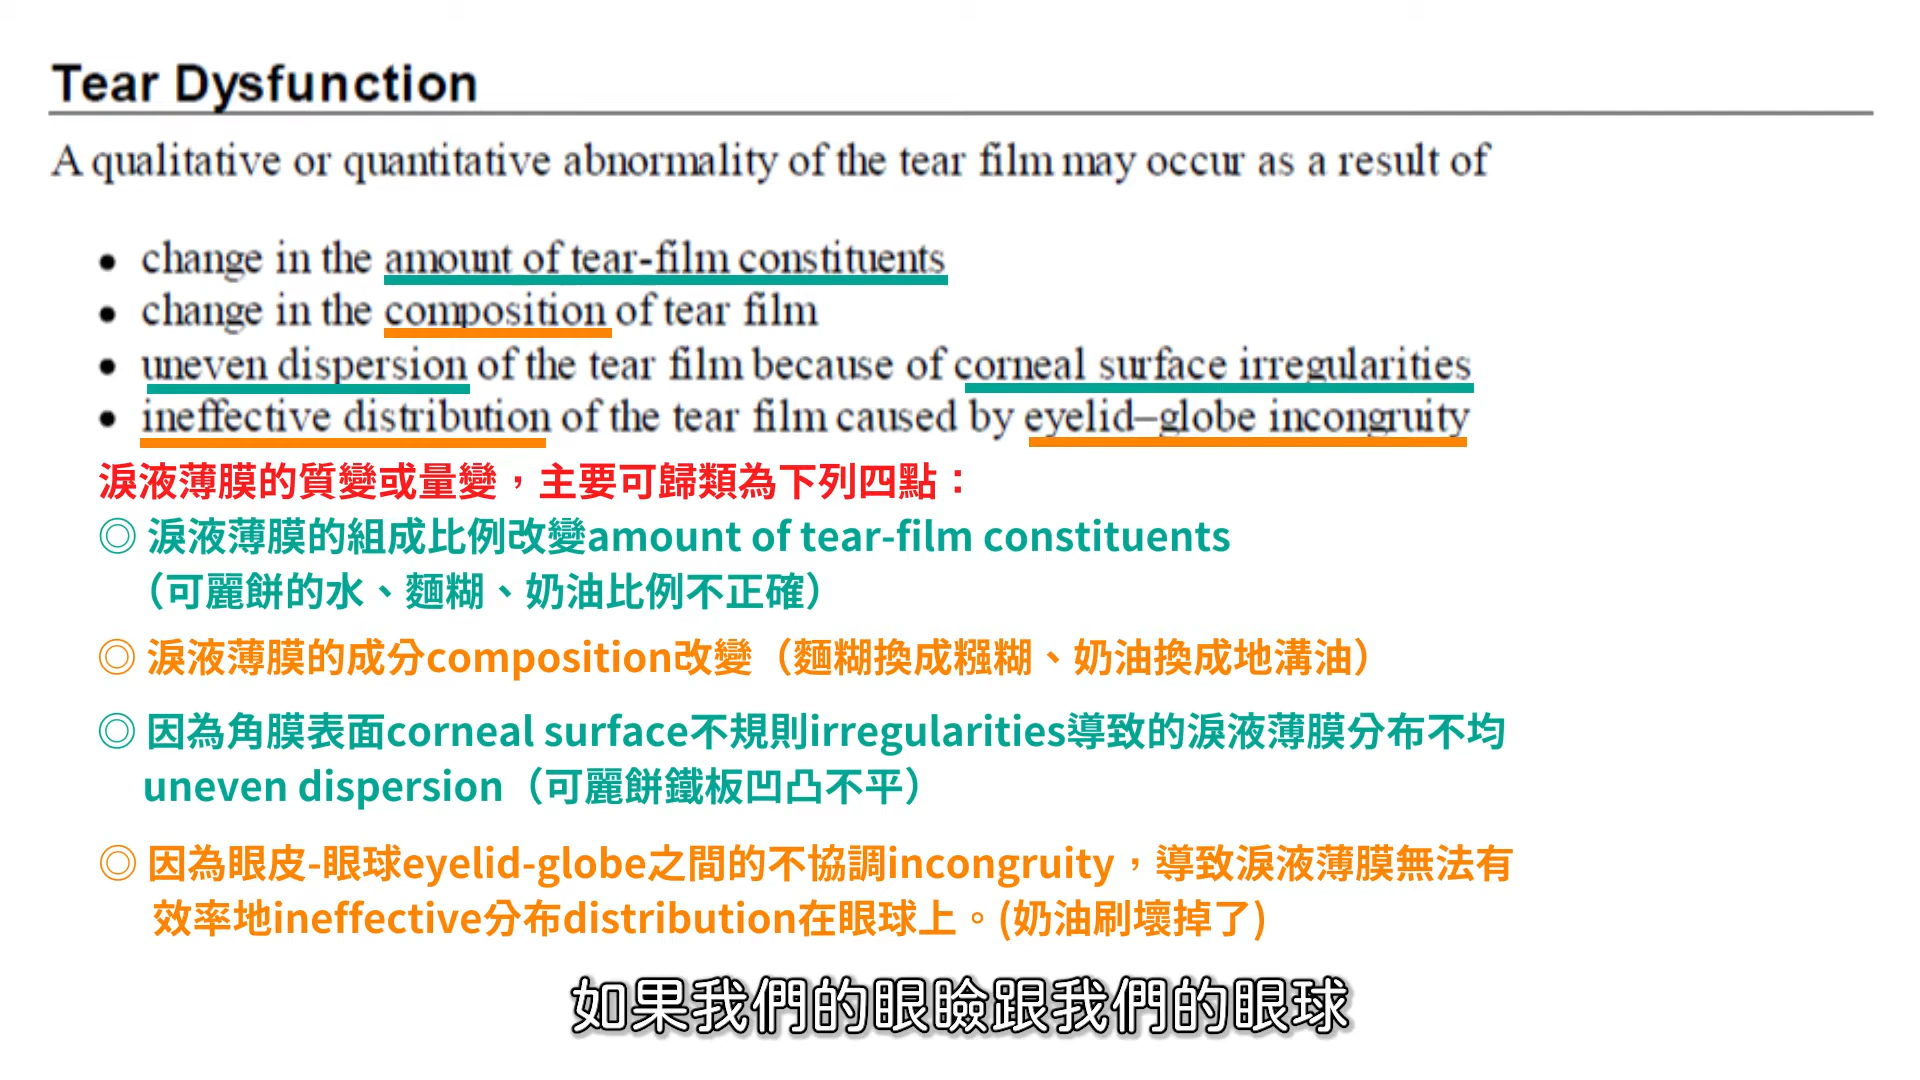 Tear Dysfunction
A qualitative or quantitative abnormality of the tear film may occur as a result of
• change in the amount of tear-film constituents
• change in the composition of tear film
• uneven dispersion of the tear film because of corneal surface irregularities
• ineffective distribution of the tear film caused by eyelid–globe incongruity
淚液薄膜的質變或量變，主要可歸類為下列四點：
◎ 淚液薄膜的組成比例改變amount of tear-film constituents
（可麗餅的水、麵糊、奶油比例不正確）
◎ 淚液薄膜的成分composition改變（麵糊換成糨糊、奶油換成地溝油）
◎ 因為角膜表面corneal surface不規則irregularities導致的淚液薄膜分布不均
uneven dispersion（可麗餅鐵板凹凸不平）
◎ 因為眼皮-眼球eyelid-globe之間的不協調incongruity，導致淚液薄膜無法有
效率地ineffective分布distribution在眼球上。(奶油刷壞掉了)
如果我們的眼瞼跟我們的眼球